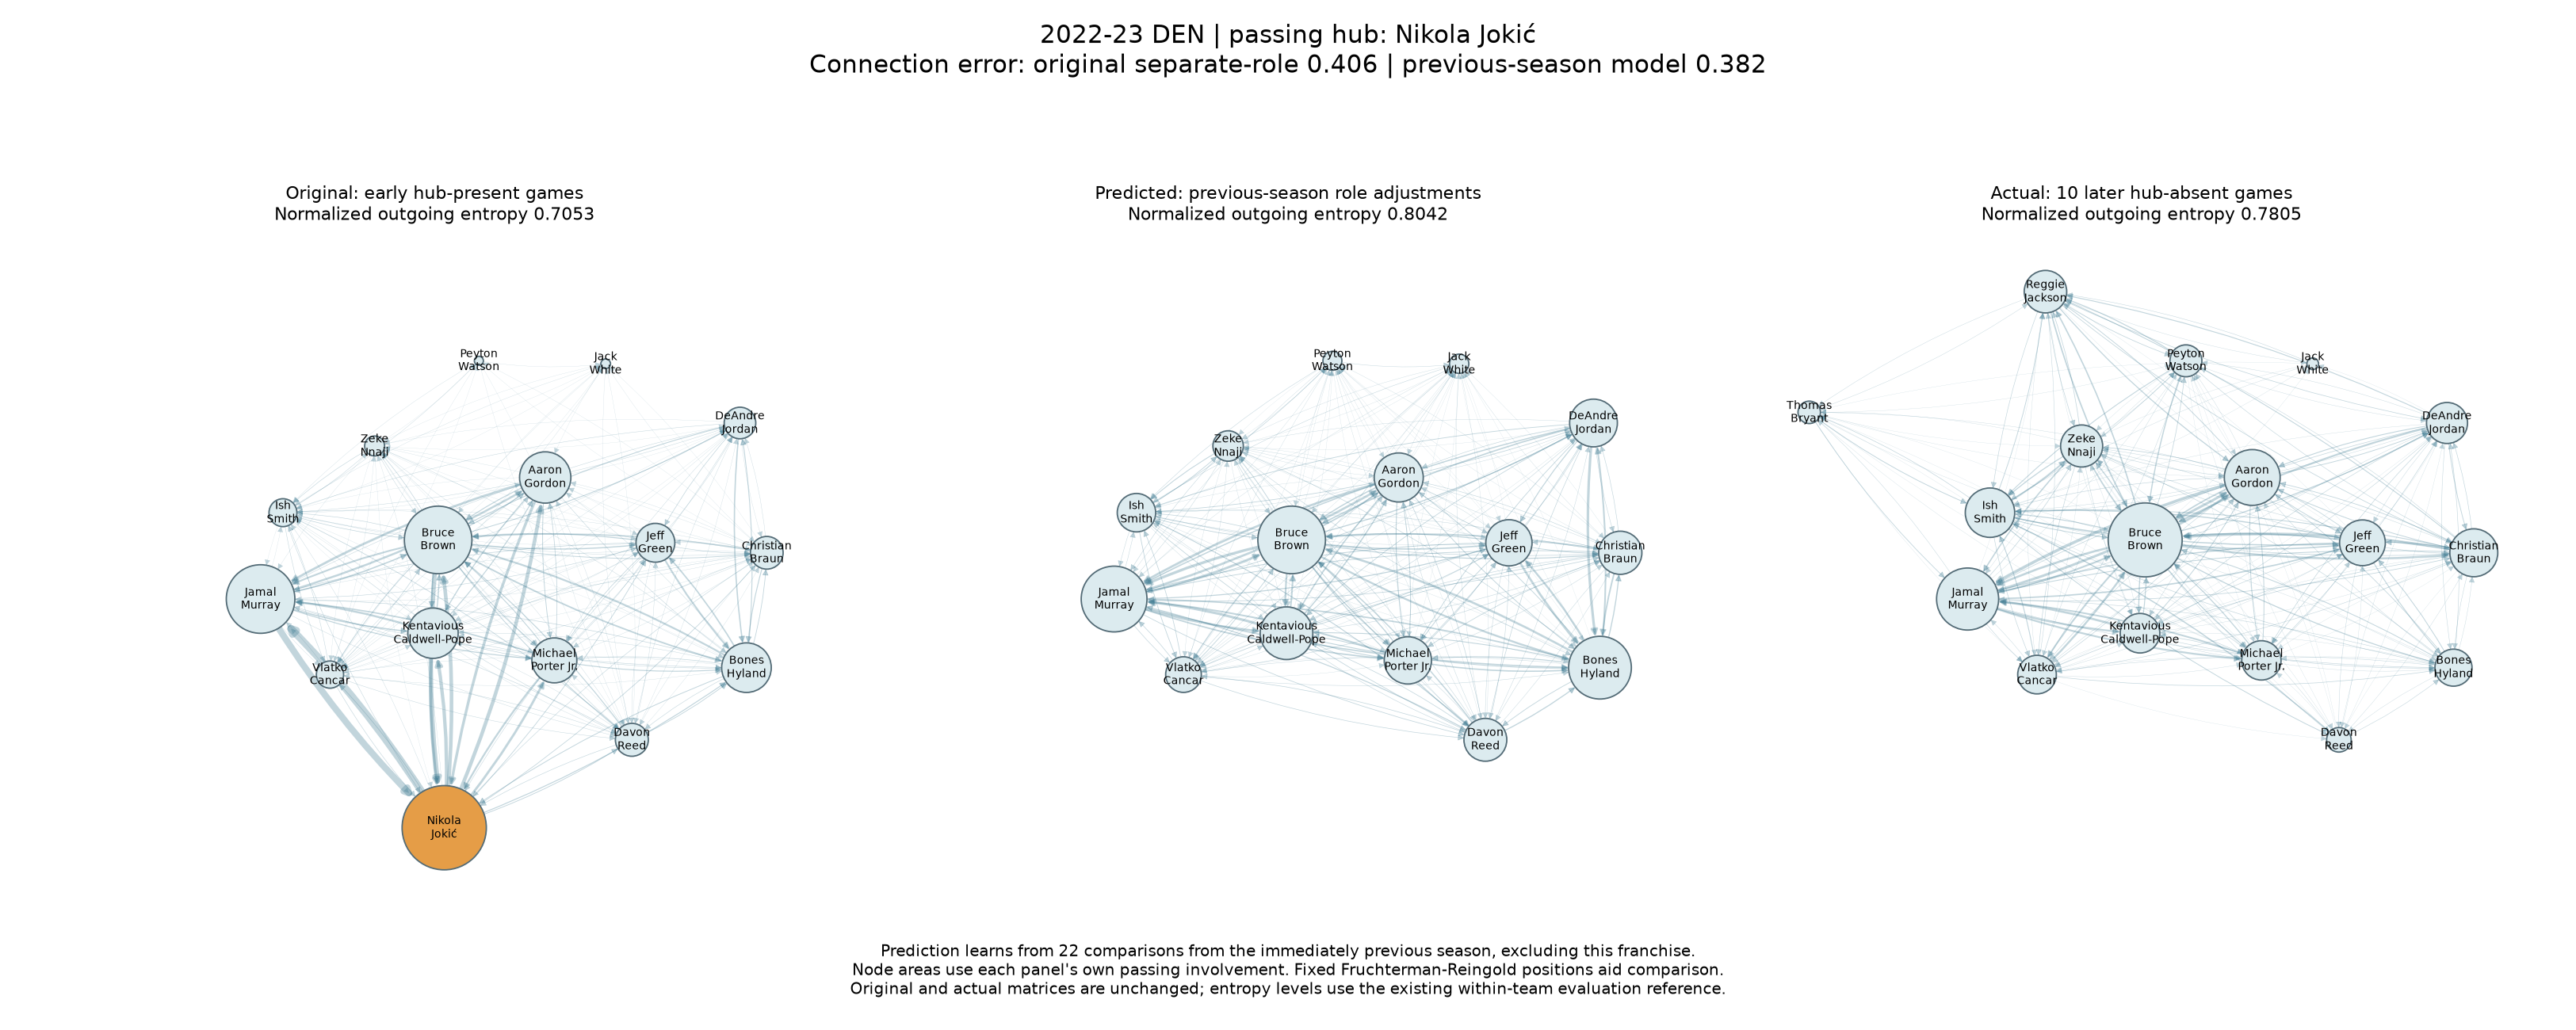 2022-23 DEN | passing hub: Nikola Jokić
Connection error: original separate-role 0.406 | previous-season model 0.382
Original: early hub-present games
Normalized outgoing entropy 0.7053
Peyton
Watson
Jack
White
DeAndre
Jordan
Zeke
Nnaji
Aaron
Gordon
Ish
Smith
Bruce
Brown
Jeff
Green
Christian
Braun
Jamal
Murray
Kentavious
Caldwell-Pope
Michael
Porter Jr.
Vlatko
Cancar
Bones
Hyland
Davon
Reed
Nikola
Jokić
Predicted: previous-season role adjustments
Normalized outgoing entropy 0.8042
Peyton
Watson
Jack
White
DeAndre
Jordan
Zeke
Nnaji
Aaron
Gordon
Ish
Smith
Bruce
Brown
Jeff
Green
Christian
Braun
Jamal
Murray
Kentavious
Caldwell-Pope
Michael
Porter Jr.
Vlatko
Cancar
Bones
Hyland
Davon
Reed
Actual: 10 later hub-absent games
Normalized outgoing entropy 0.7805
Reggie
Jackson
Peyton
Watson
Jack
White
Thomas
Bryant
DeAndre
Jordan
Zeke
Nnaji
Aaron
Gordon
Ish
Smith
Bruce
Brown
Jeff
Green
Christian
Braun
Jamal
Murray
Kentavious
Caldwell-Pope
Michael
Porter Jr.
Vlatko
Cancar
Bones
Hyland
Davon
Reed
Prediction learns from 22 comparisons from the immediately previous season, excluding this franchise.
Node areas use each panel's own passing involvement. Fixed Fruchterman-Reingold positions aid comparison.
Original and actual matrices are unchanged; entropy levels use the existing within-team evaluation reference.